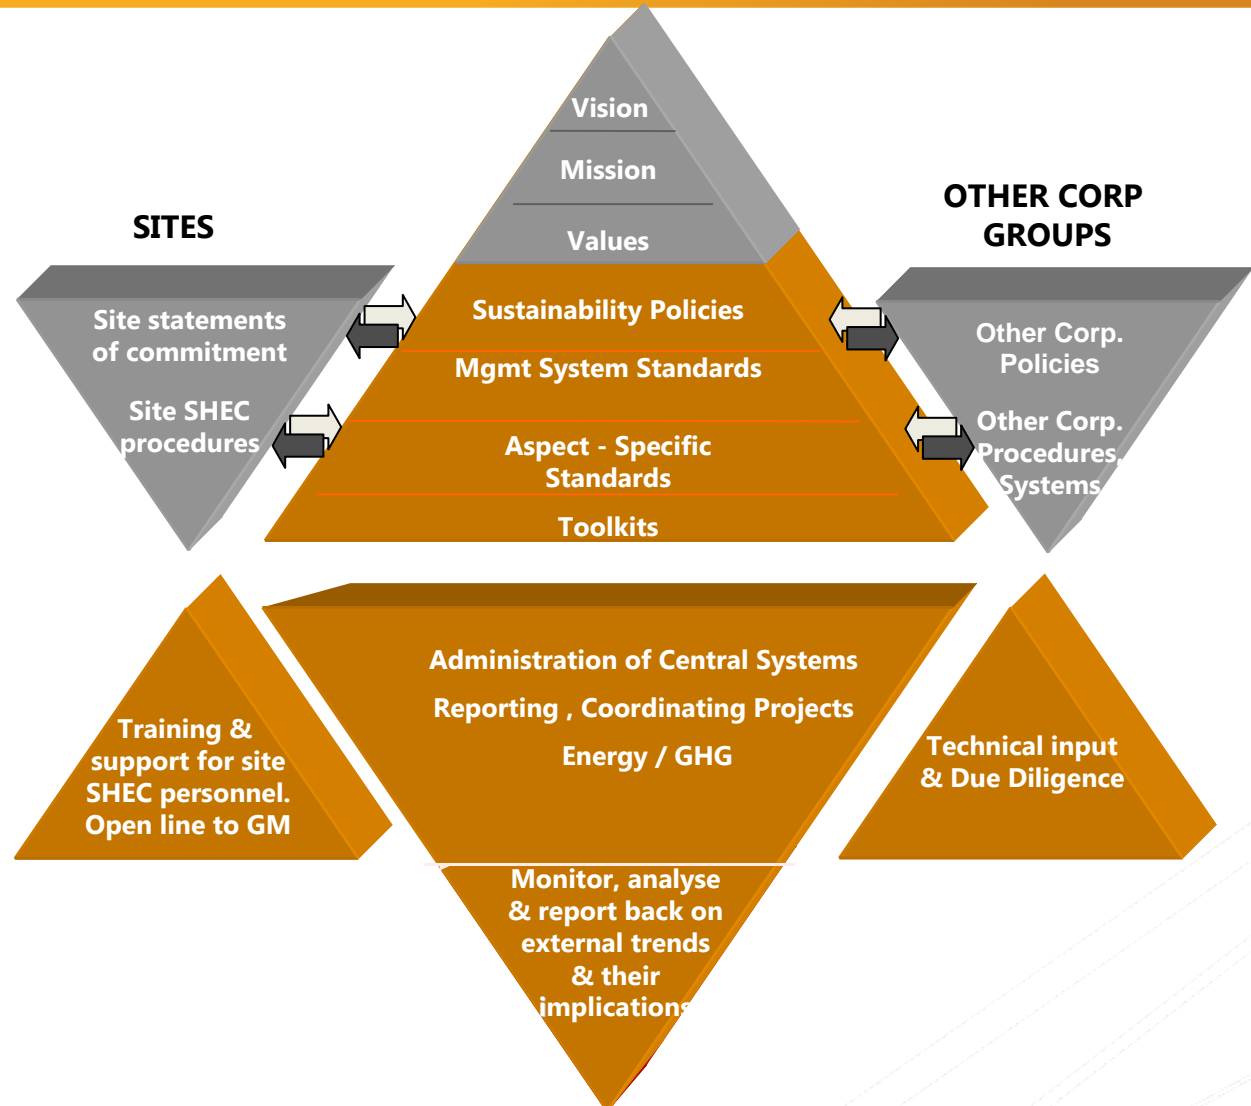 Vision
Mission
Values
SITES
OTHER CORP
GROUPS
Site statements
of commitment
Site SHEC
procedures
Sustainability Policies
Mgmt System Standards
Aspect - Specific
Standards
Toolkits
Other Corp.
Policies
Other Corp.
Procedures,
Systems
Training &
support for site
SHEC personnel.
Open line to GM
Administration of Central Systems
Reporting , Coordinating Projects
Energy / GHG
Monitor, analyse
& report back on
external trends
& their
implications
Technical input
& Due Diligence